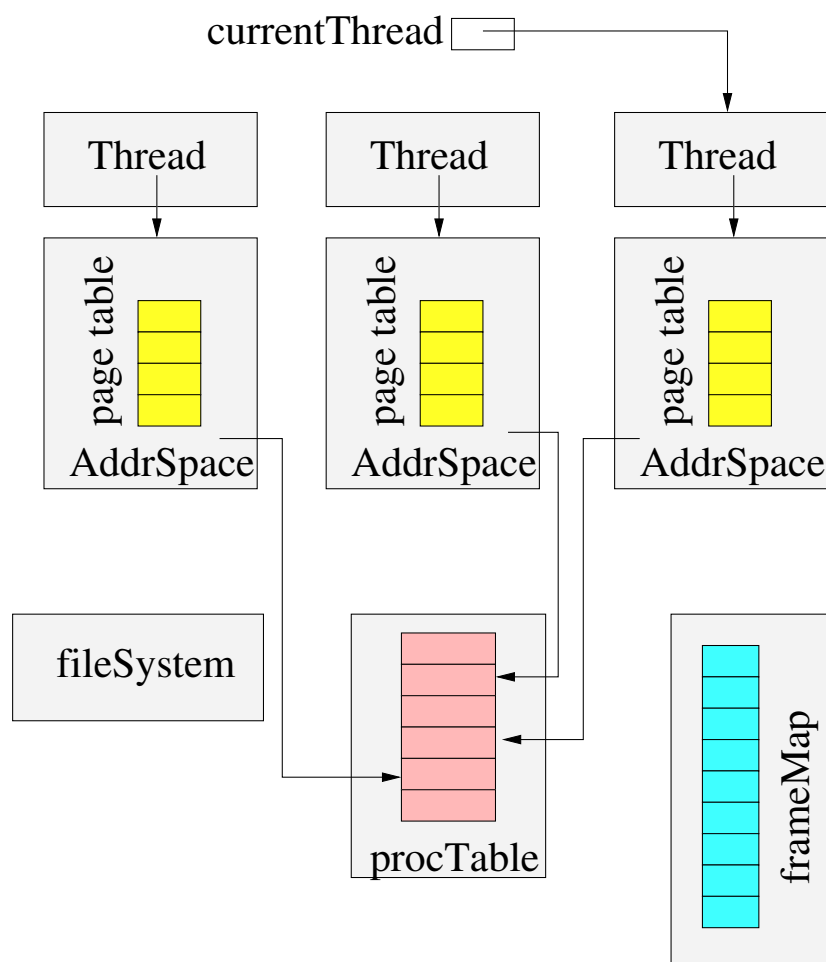 currentThread
Thread
Thread
Thread
page table
page table
page table
AddrSpace
AddrSpace
AddrSpace
fileSystem
procTable
frameMap